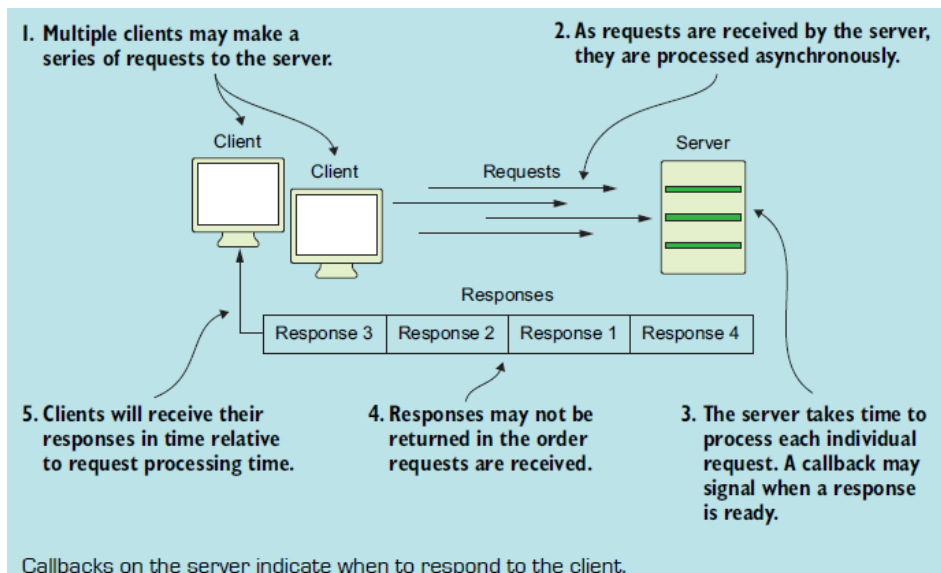 1. Multiple clients may make a
series of requests to the server.
2. As requests are received by the server,
they are processed asynchronously.
Client
Client
Requests
Server
Responses
Response 3 Response 2 Response 1 Response 4
5. Clients will receive their
responses in time relative
to request processing time.
4. Responses may not be
returned in the order
requests are received.
3. The server takes time to
process each individual
request. A callback may
signal when a response
is ready.
Callbacks on the server indicate when to respond to the client.